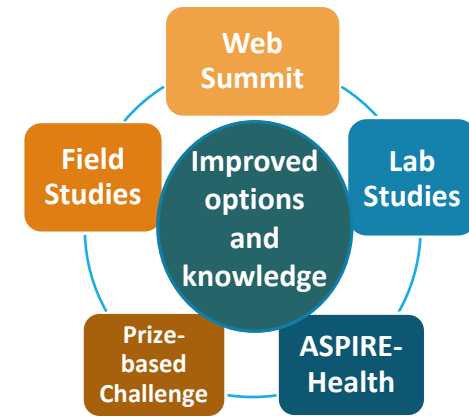 Web
Summit
Field
Studies
Improved
options
and
knowledge
Lab
Studies
Prize-
based
Challenge
ASPIRE-
Health